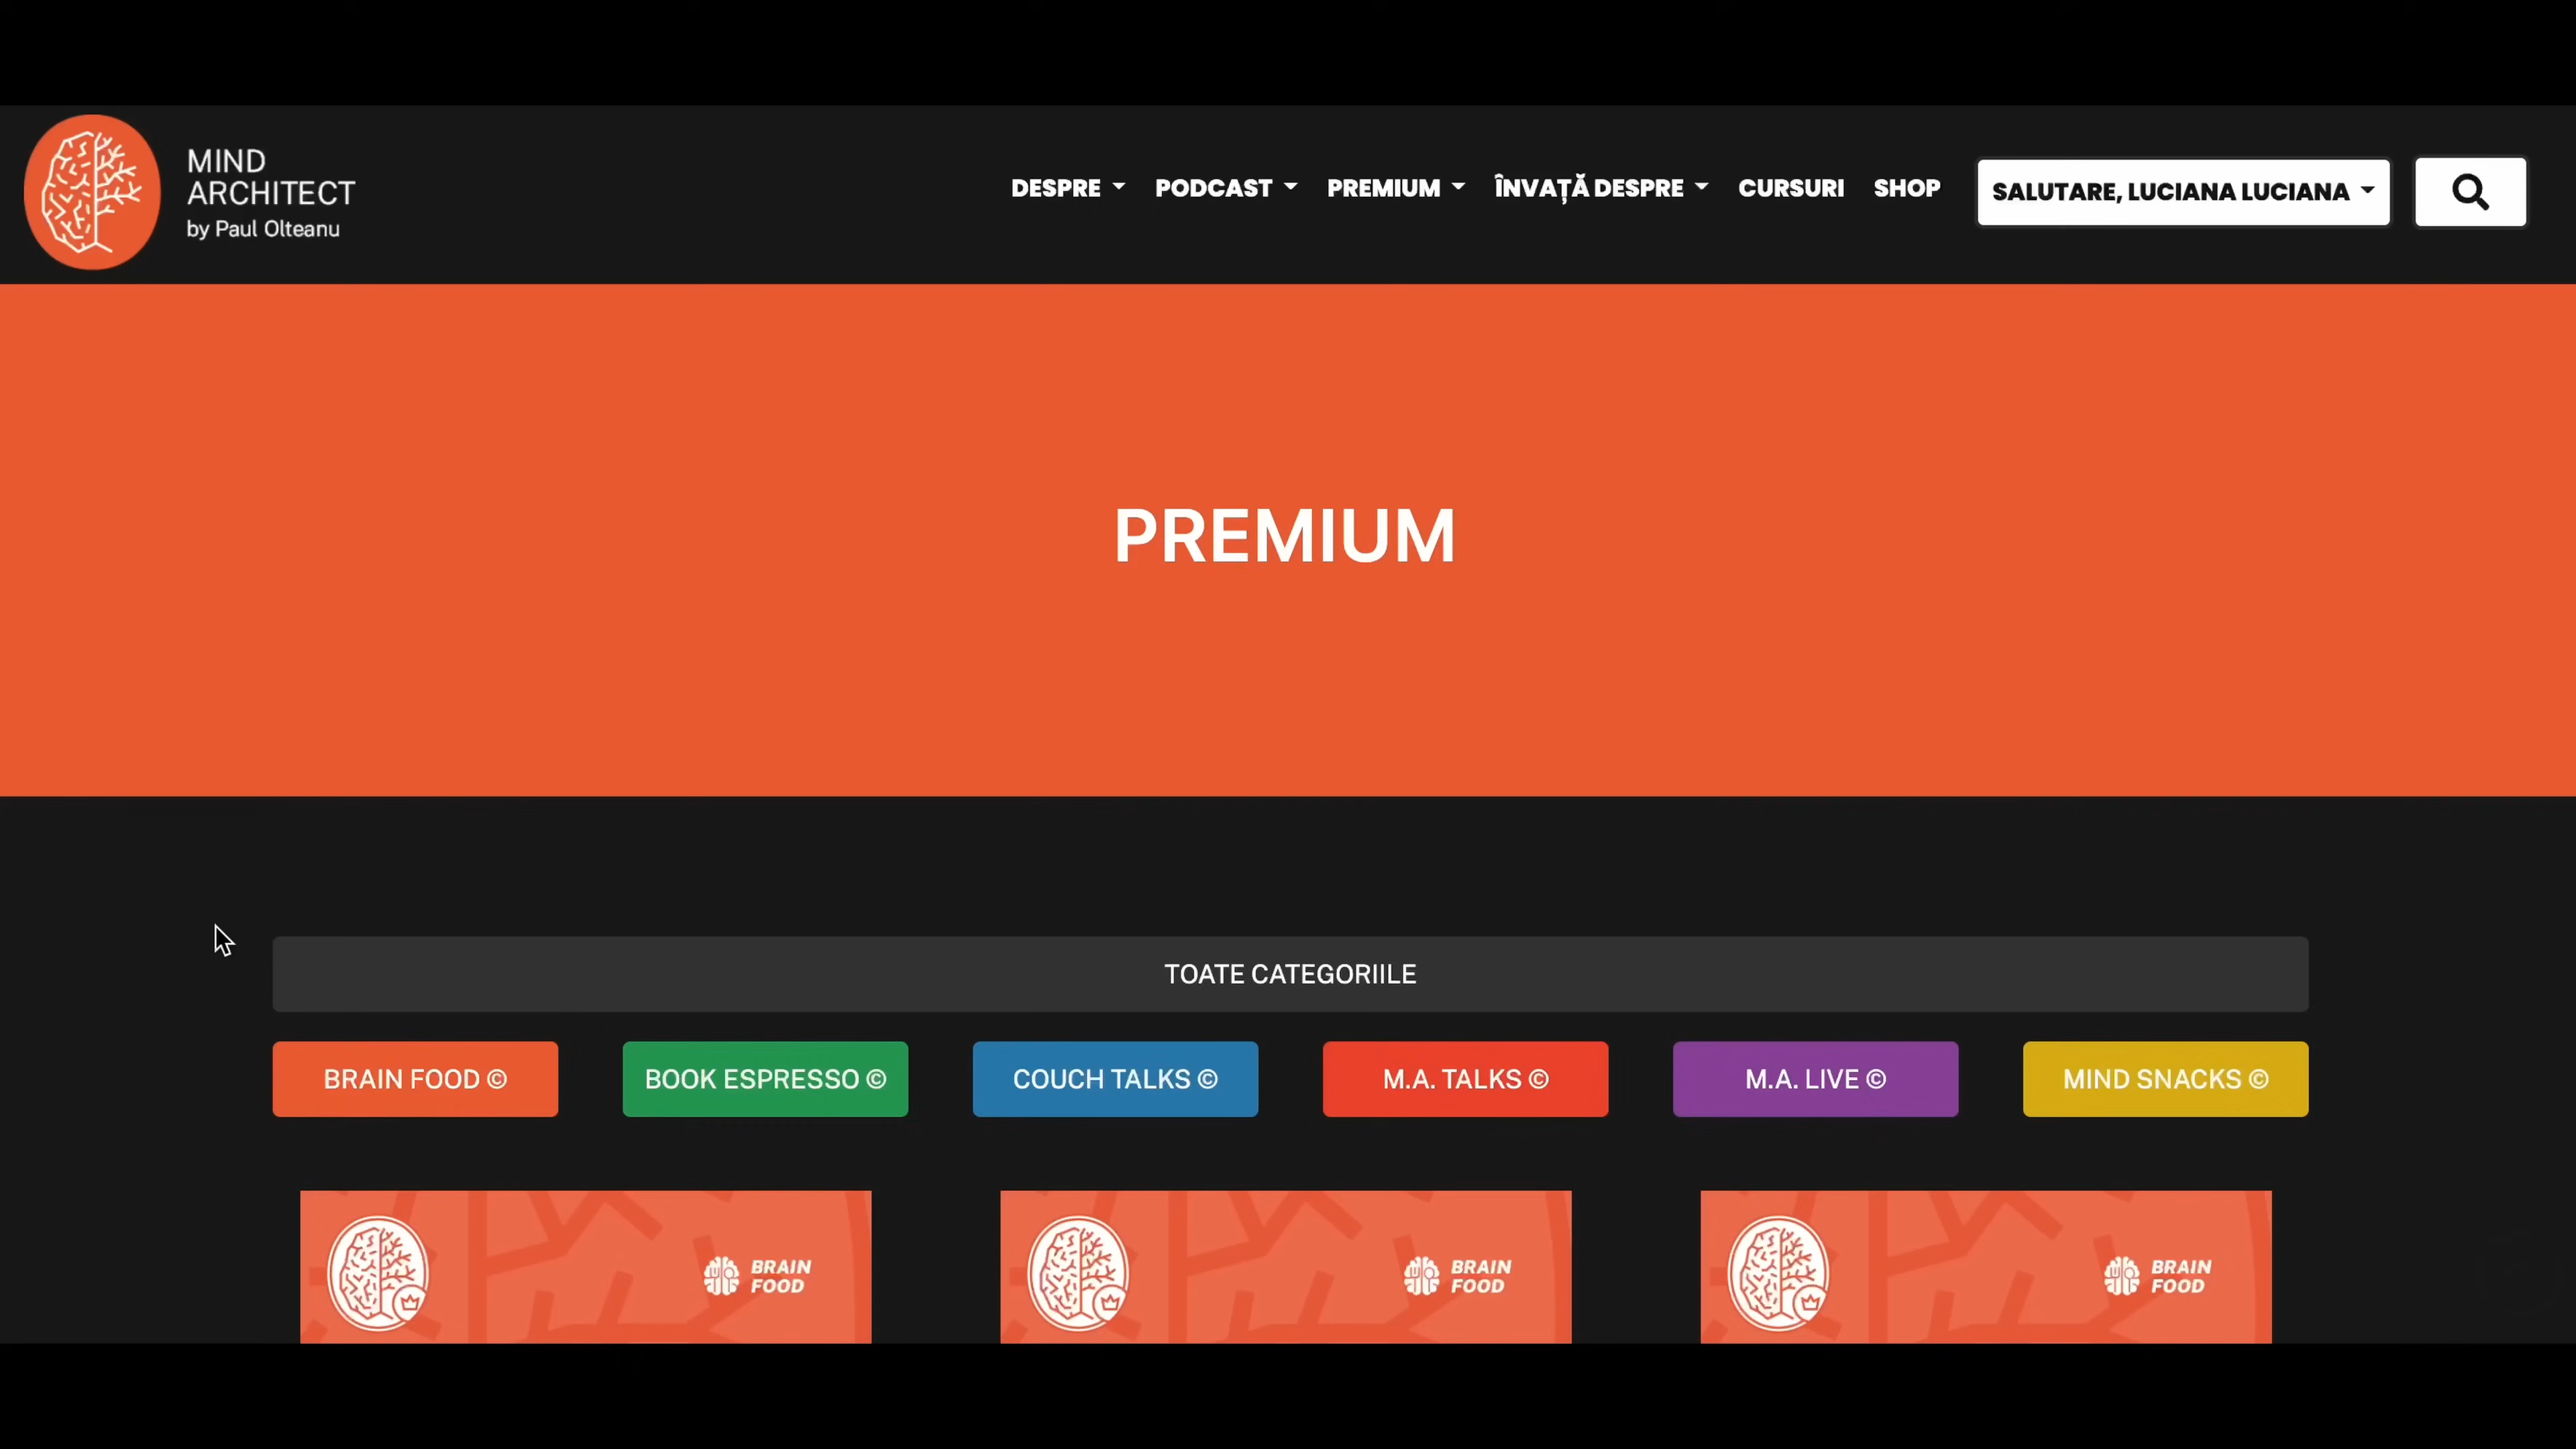 MIND
ARCHITECT
by Paul Olteanu
DESPRE
PODCAST
PREMIUM
ÎNVAȚĂ DESPRE
CURSURI
SHOP
SALUTARE, LUCIANA LUCIANA
PREMIUM
TOATE CATEGORIILE
BRAIN FOOD ©
BOOK ESPRESSO ©
COUCH TALKS ©
M.A. TALKS ©
M.A. LIVE ©
MIND SNACKS ©
BRAIN
FOOD
BRAIN
FOOD
BRAIN
FOOD